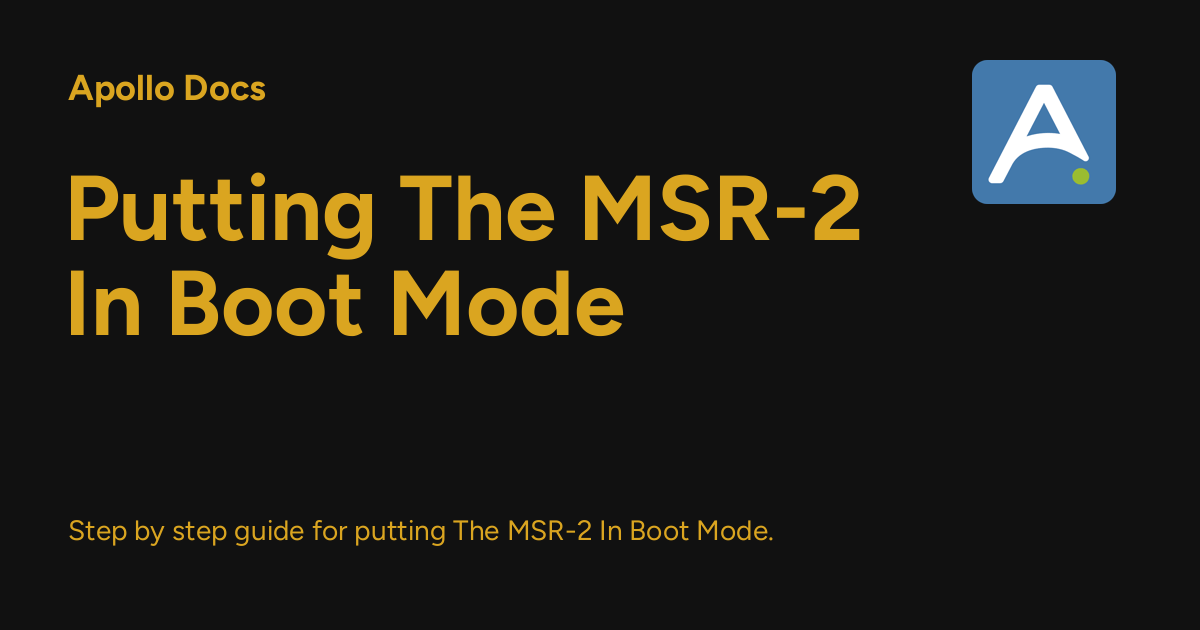 Apollo Docs
Putting The MSR-2
In Boot Mode
Step by step guide for putting The MSR-2 In Boot Mode.